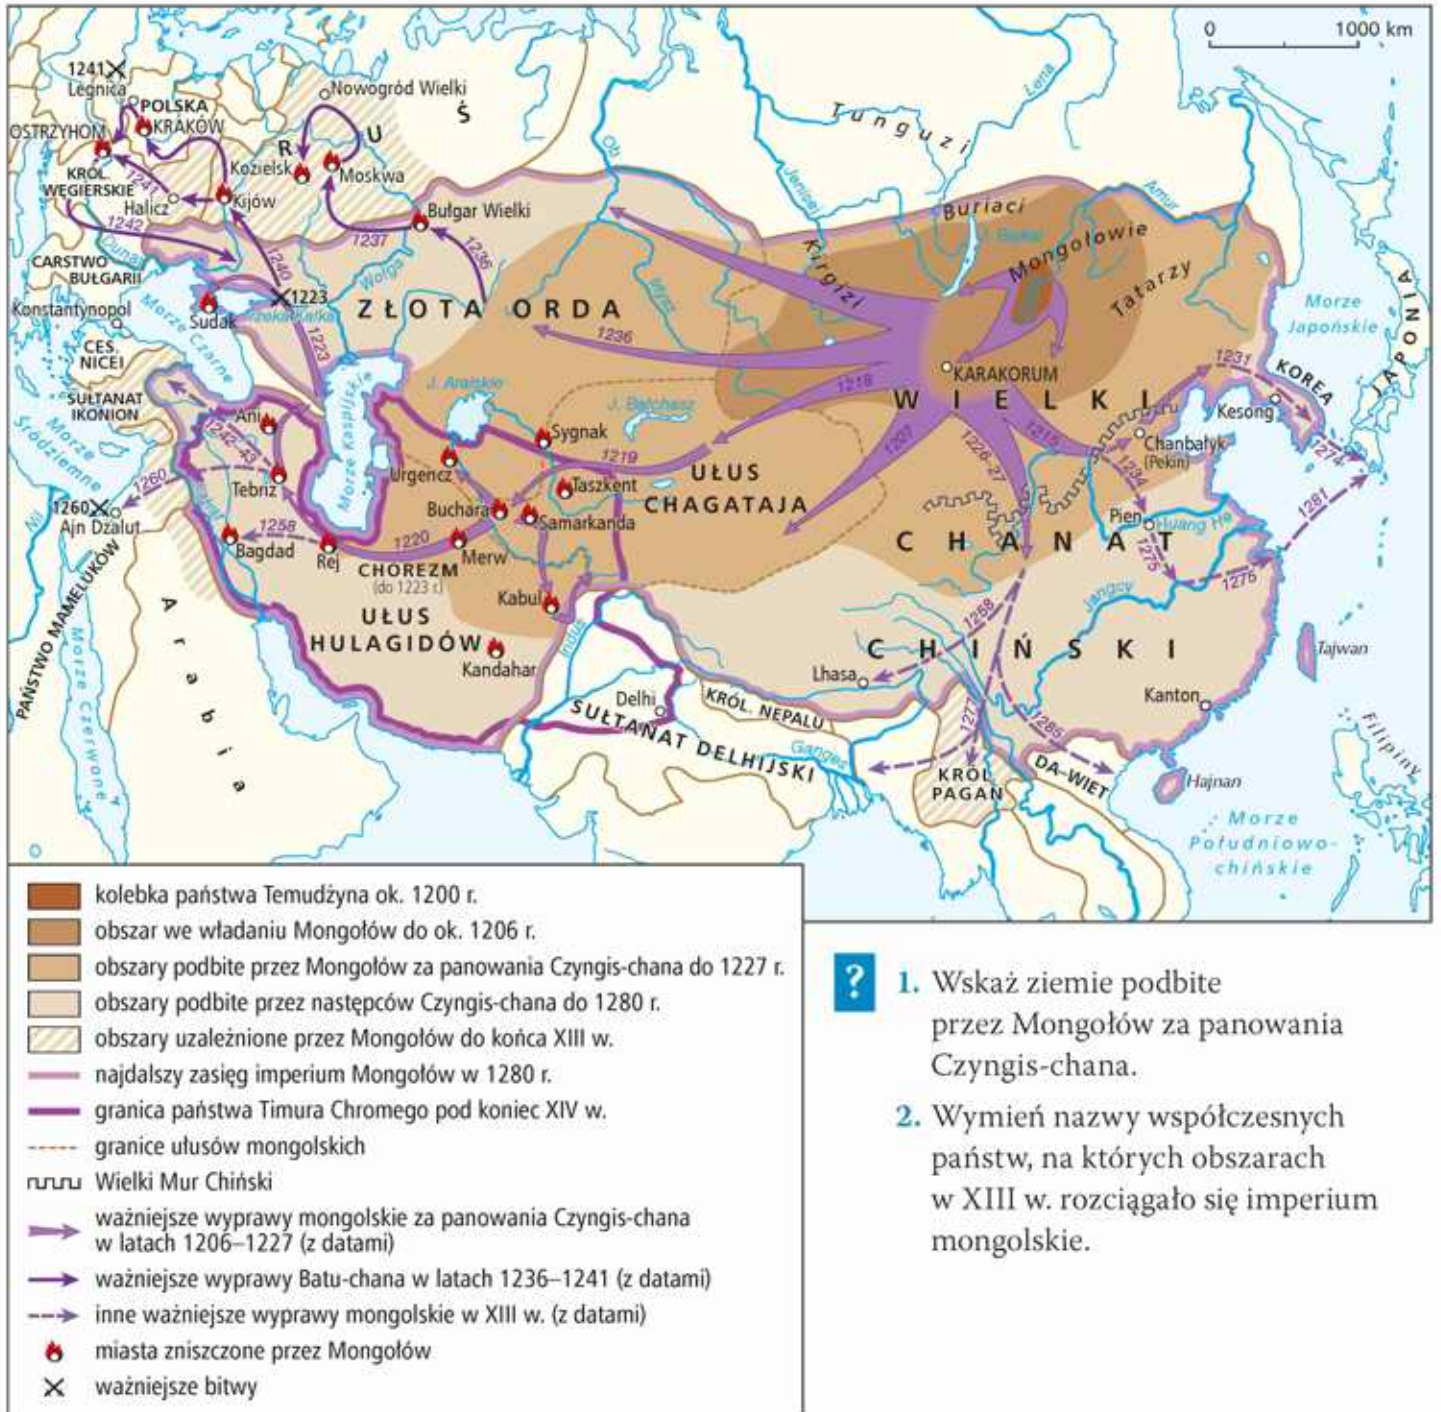 0 1000 km
1241
Legnica
POLSKA
KRAKÓW
OSTRZYHOM
KRÓL.
WĘGIERSKIE
1241
Halicz
Kijów
1242
Dunaj
CARSTWO
BUŁGARII
Konstantynopol
CES.
NICEI
SUŁTANAT
IKONION
Morze
Śródziemne
Morze Czarne
Nowogród Wielki
R U Ś
Kozielsk
Moskwa
Bułgar Wielki
1237
1236
1240
Wołga
1223
rzeka Kałka
Sudak
1223
ZŁOTA ORDA
1236
Ob
Irtysz
Jenisej
Lena
Tunguzi
Amur
Buriaci
J. Bajkał
Kirgizi
Mongołowie
Tatarzy
KARAKORUM
WIELKI
CHANAT
CHIŃSKI
1218
1207
1226-27
1215
1231
Morze
Japońskie
JAPONIA
KOREA
Kesong
1274
1281
Chanbałyk
(Pekin)
1234
Pien
Huang He
1275
1275
Jangcy
Tajwan
Kanton
Hajnan
Filipiny
Morze
Południowo-
chińskie
DA-WIET
1285
1277
KRÓL.
PAGAN
1258
Lhasa
KRÓL. NEPALU
Ganges
SUŁTANAT DELHIJSKI
Delhi
Indus
J. Aralskie
J. Bałchasz
Sygnak
1219
UŁUS
CHAGATAJA
Urgencz
Taszkent
Buchara
Samarkanda
Merw
1220
CHOREZM
(do 1223 r.)
UŁUS
HULAGIDÓW
Kabul
Kandahar
Morze Kaspijskie
Ani
1242-43
Tebriz
1260
1260
Ajn Dżalut
1258
Bagdad
Rej
Nil
PAŃSTWO MAMELUKÓW
Morze Czerwone
Arabia
kolebka państwa Temudżyna ok. 1200 r.
obszar we władaniu Mongołów do ok. 1206 r.
obszary podbite przez Mongołów za panowania Czyngis-chana do 1227 r.
obszary podbite przez następców Czyngis-chana do 1280 r.
obszary uzależnione przez Mongołów do końca XIII w.
najdalszy zasięg imperium Mongołów w 1280 r.
granica państwa Timura Chromego pod koniec XIV w.
granice ułusów mongolskich
Wielki Mur Chiński
ważniejsze wyprawy mongolskie za panowania Czyngis-chana
w latach 1206–1227 (z datami)
ważniejsze wyprawy Batu-chana w latach 1236–1241 (z datami)
inne ważniejsze wyprawy mongolskie w XIII w. (z datami)
miasta zniszczone przez Mongołów
ważniejsze bitwy
?
1. Wskaż ziemie podbite
przez Mongołów za panowania
Czyngis-chana.
2. Wymień nazwy współczesnych
państw, na których obszarach
w XIII w. rozciągało się imperium
mongolskie.